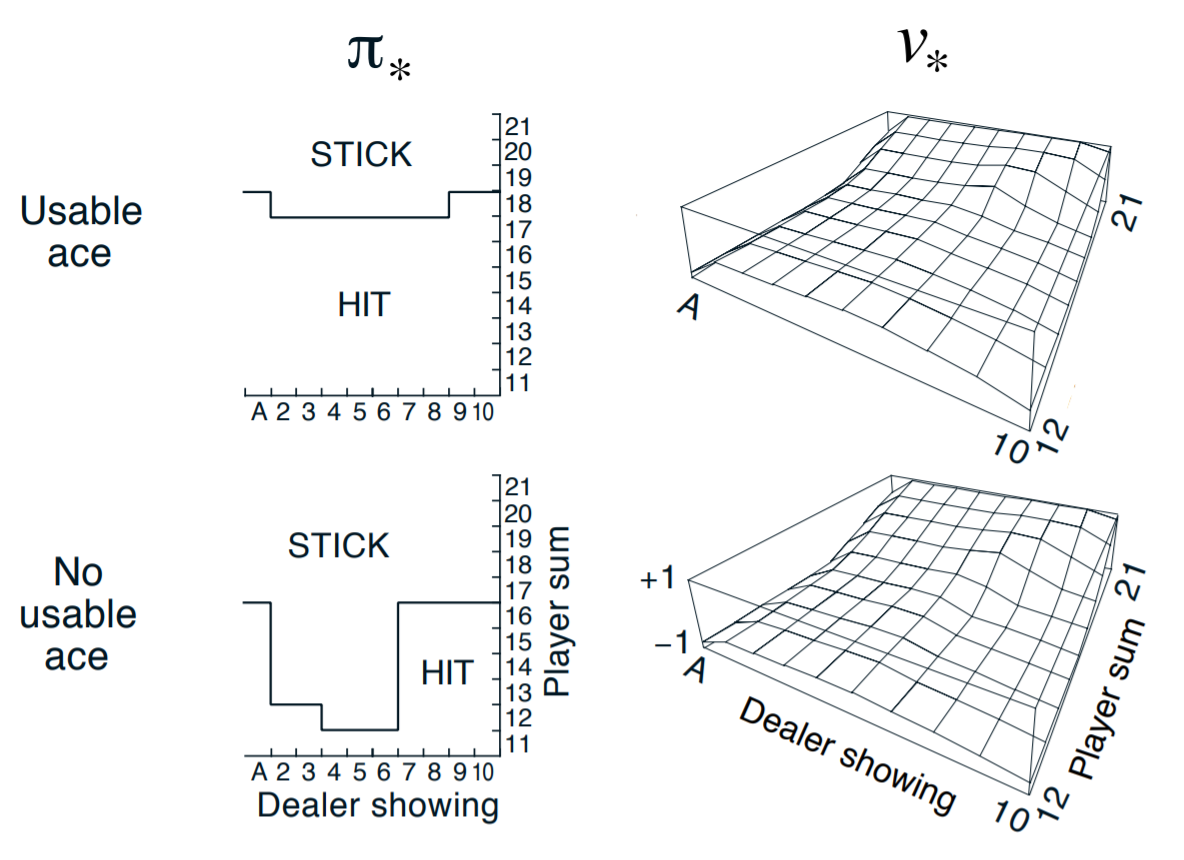 π*
v*
Usable
ace
STICK
HIT
21
20
19
18
17
16
15
14
13
12
11
A 2 3 4 5 6 7 8 9 10
A
10
12
21
No
usable
ace
STICK
HIT
21
20
19
18
17
16
15
14
13
12
11
Player sum
A 2 3 4 5 6 7 8 9 10
Dealer showing
+1
−1
A
Dealer showing
10
12
Player sum
21